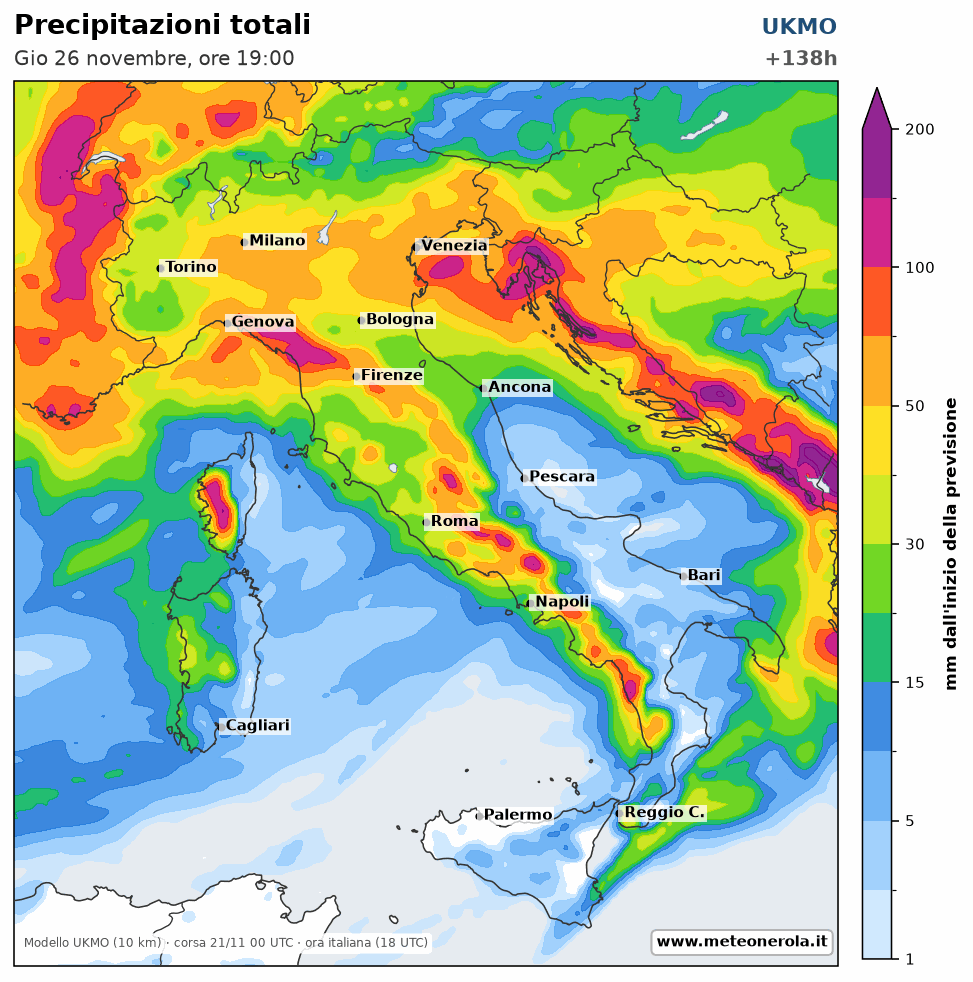 Precipitazioni totali
UKMO
Gio 26 novembre, ore 19:00
+138h
200
100
50
30
15
5
1
mm dall'inizio della previsione
Milano
Venezia
Torino
Genova
Bologna
Firenze
Ancona
Pescara
Roma
Bari
Napoli
Cagliari
Palermo
Reggio C.
Modello UKMO (10 km) · corsa 21/11 00 UTC · ora italiana (18 UTC)
www.meteonerola.it